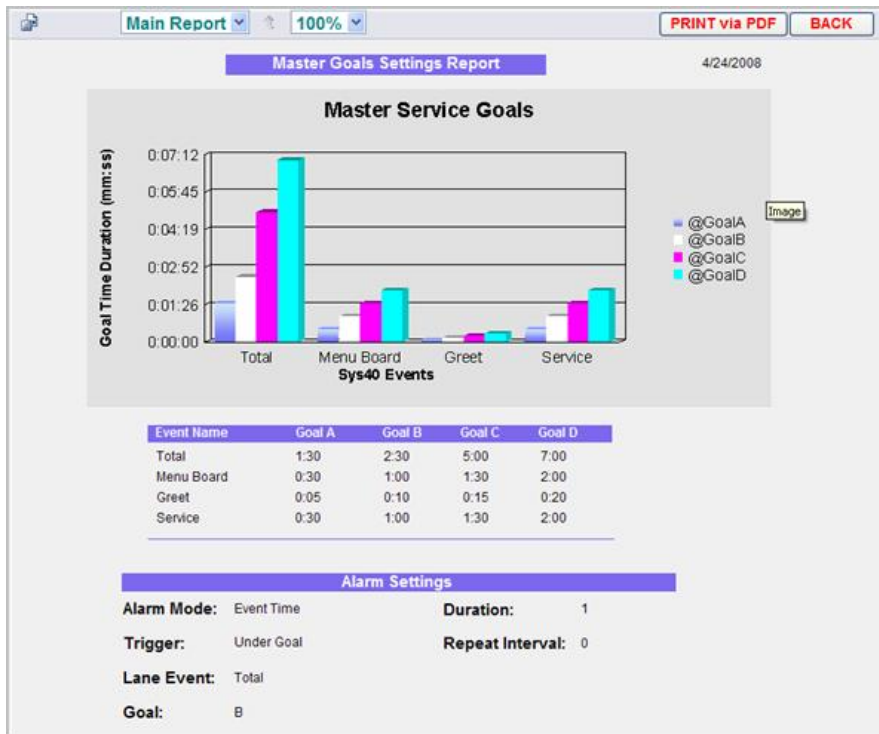 Main Report 100% PRINT via PDF BACK
Master Goals Settings Report 4/24/2008
Master Service Goals
Goal Time Duration (mm:ss)
0:07:12
0:05:45
0:04:19
0:02:52
0:01:26
0:00:00
Total Menu Board Greet Service
Sys40 Events
@GoalA
@GoalB
@GoalC
@GoalD
Image
Event Name Goal A Goal B Goal C Goal D
Total 1:30 2:30 5:00 7:00
Menu Board 0:30 1:00 1:30 2:00
Greet 0:05 0:10 0:15 0:20
Service 0:30 1:00 1:30 2:00
Alarm Settings
Alarm Mode: Event Time Duration: 1
Trigger: Under Goal Repeat Interval: 0
Lane Event: Total
Goal: B